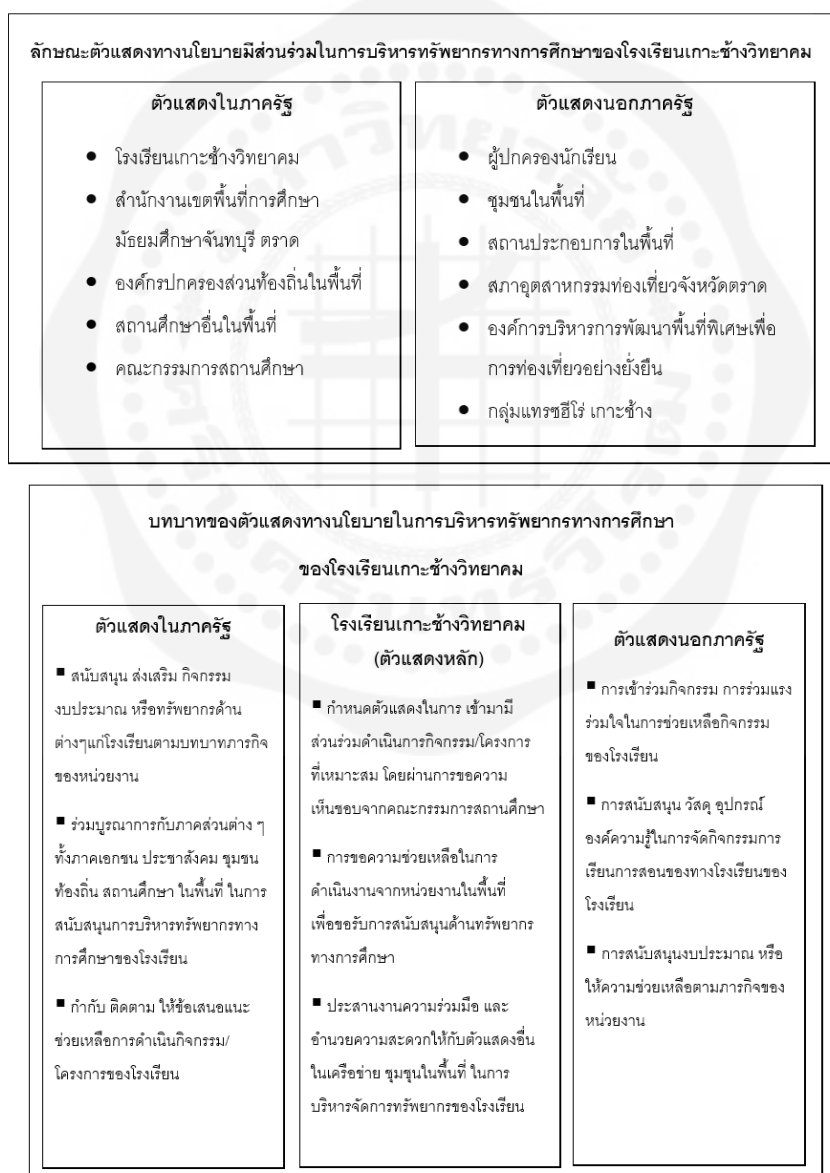 ลักษณะตัวแสดงทางนโยบายมีส่วนร่วมในการบริหารทรัพยากรทางการศึกษาของโรงเรียนเกาะช้างวิทยาคม
ตัวแสดงในภาครัฐ
● โรงเรียนเกาะช้างวิทยาคม
● สำนักงานเขตพื้นที่การศึกษา
มัธยมศึกษาจันทบุรี ตราด
● องค์กรปกครองส่วนท้องถิ่นในพื้นที่
● สถานศึกษาอื่นในพื้นที่
● คณะกรรมการสถานศึกษา
ตัวแสดงนอกภาครัฐ
● ผู้ปกครองนักเรียน
● ชุมชนในพื้นที่
● สถานประกอบการในพื้นที่
● สภาอุตสาหกรรมท่องเที่ยวจังหวัดตราด
● องค์การบริหารการพัฒนาพื้นที่พิเศษเพื่อ
การท่องเที่ยวอย่างยั่งยืน
● กลุ่มแทรชฮีโร่ เกาะช้าง
บทบาทของตัวแสดงทางนโยบายในการบริหารทรัพยากรทางการศึกษา
ของโรงเรียนเกาะช้างวิทยาคม
ตัวแสดงในภาครัฐ
▪ สนับสนุน ส่งเสริม กิจกรรม
งบประมาณ หรือทรัพยากรด้าน
ต่างๆแก่โรงเรียนตามบทบาทภารกิจ
ของหน่วยงาน
▪ ร่วมบูรณาการกับภาคส่วนต่าง ๆ
ทั้งภาคเอกชน ประชาสังคม ชุมชน
ท้องถิ่น สถานศึกษา ในพื้นที่ ในการ
สนับสนุนการบริหารทรัพยากรทาง
การศึกษาของโรงเรียน
▪ กำกับ ติดตาม ให้ข้อเสนอแนะ
ช่วยเหลือการดำเนินกิจกรรม/
โครงการของโรงเรียน
โรงเรียนเกาะช้างวิทยาคม
(ตัวแสดงหลัก)
▪ กำหนดตัวแสดงในการ เข้ามามี
ส่วนร่วมดำเนินการกิจกรรม/โครงการ
ที่เหมาะสม โดยผ่านการขอความ
เห็นชอบจากคณะกรรมการสถานศึกษา
▪ การขอความช่วยเหลือในการ
ดำเนินงานจากหน่วยงานในพื้นที่
เพื่อขอรับการสนับสนุนด้านทรัพยากร
ทางการศึกษา
▪ ประสานงานความร่วมมือ และ
อำนวยความสะดวกให้กับตัวแสดงอื่น
ในเครือข่าย ชุมชุนในพื้นที่ ในการ
บริหารจัดการทรัพยากรของโรงเรียน
ตัวแสดงนอกภาครัฐ
▪ การเข้าร่วมกิจกรรม การร่วมแรง
ร่วมใจในการช่วยเหลือกิจกรรม
ของโรงเรียน
▪ การสนับสนุน วัสดุ อุปกรณ์
องค์ความรู้ในการจัดกิจกรรมการ
เรียนการสอนของทางโรงเรียนของ
โรงเรียน
▪ การสนับสนุนงบประมาณ หรือ
ให้ความช่วยเหลือตามภารกิจของ
หน่วยงาน